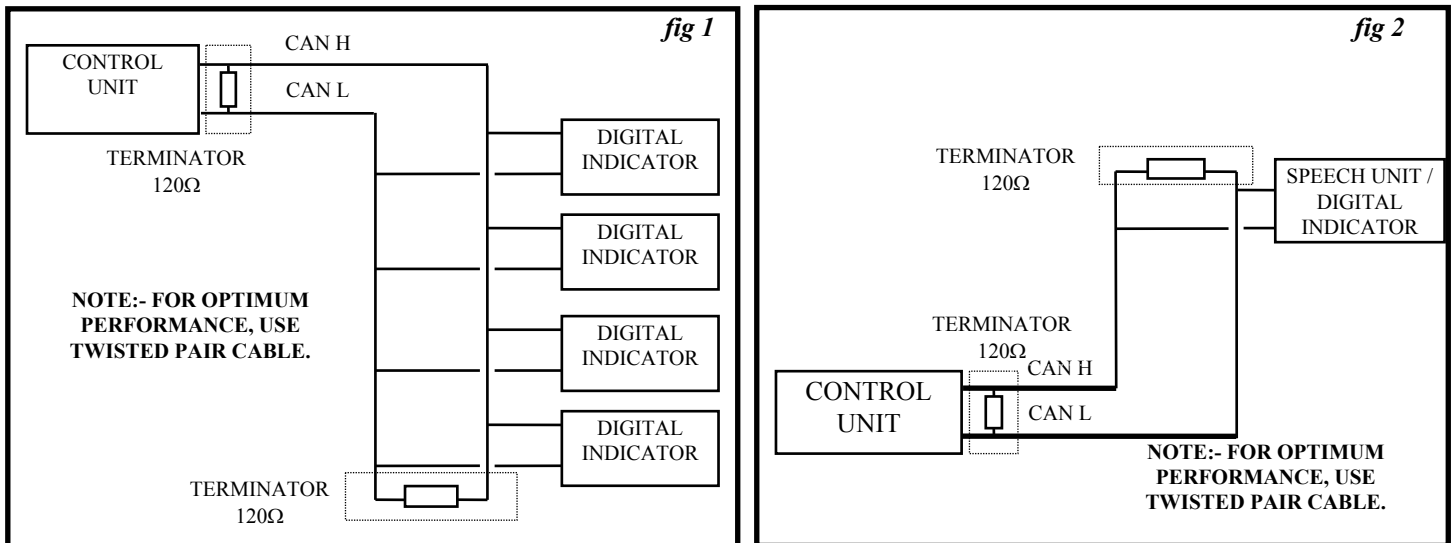 fig 1
CONTROL
UNIT
CAN H
CAN L
TERMINATOR
120Ω
DIGITAL
INDICATOR
DIGITAL
INDICATOR
NOTE:- FOR OPTIMUM
PERFORMANCE, USE
TWISTED PAIR CABLE.
DIGITAL
INDICATOR
DIGITAL
INDICATOR
TERMINATOR
120Ω
fig 2
TERMINATOR
120Ω
SPEECH UNIT /
DIGITAL
INDICATOR
TERMINATOR
120Ω
CAN H
CONTROL
UNIT
CAN L
NOTE:- FOR OPTIMUM
PERFORMANCE, USE
TWISTED PAIR CABLE.